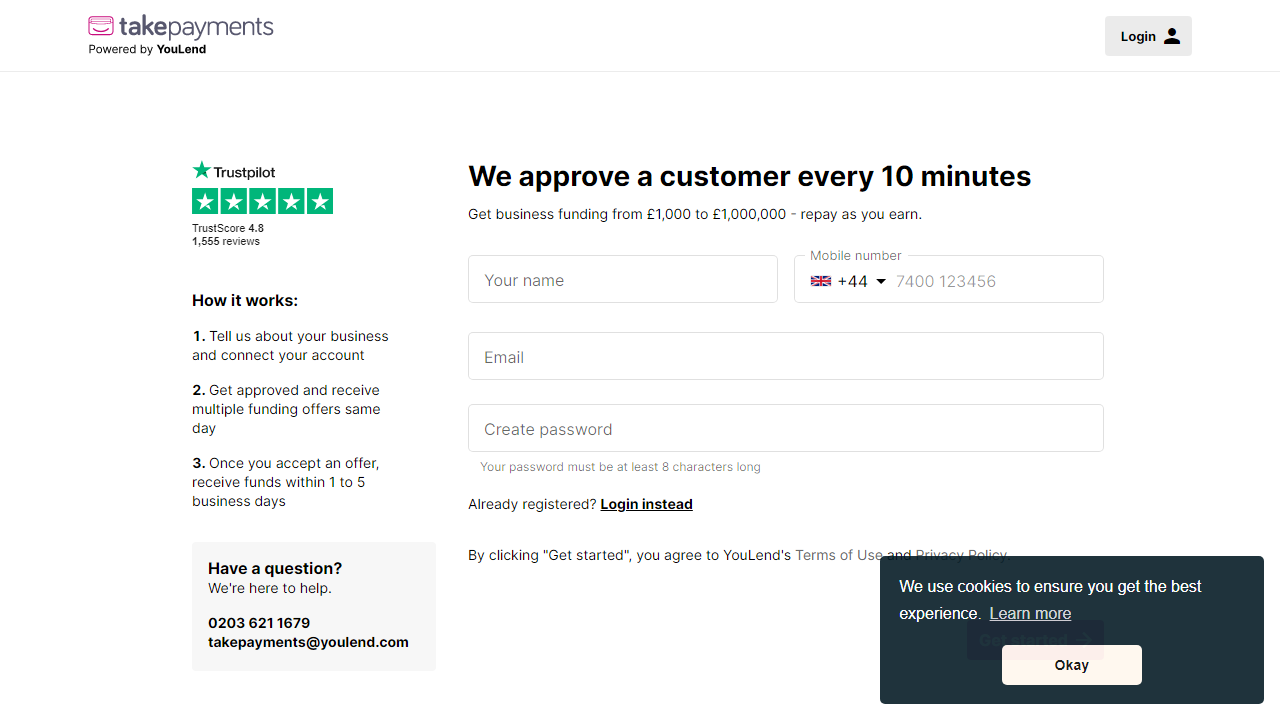 takepayments
Powered by YouLend
Login
Trustpilot
TrustScore 4.8
1,555 reviews
How it works:
1. Tell us about your business
and connect your account
2. Get approved and receive
multiple funding offers same
day
3. Once you accept an offer,
receive funds within 1 to 5
business days
Have a question?
We're here to help.
0203 621 1679
takepayments@youlend.com
We approve a customer every 10 minutes
Get business funding from £1,000 to £1,000,000 - repay as you earn.
Your name
Mobile number
+44 7400 123456
Email
Create password
Your password must be at least 8 characters long
Already registered? Login instead
By clicking "Get started", you agree to YouLend's Terms of Use and Privacy Policy.
We use cookies to ensure you get the best
experience. Learn more
Get started
Okay